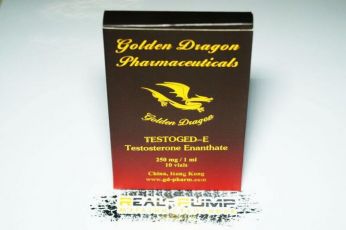 Golden Dragon
Pharmaceuticals
Golden Dragon
TESTOGED-E
Testosterone Enanthate
250 mg / 1 ml
10 vials
China, Hong Kong
www.gd-pharm.com
REAL-PUMP